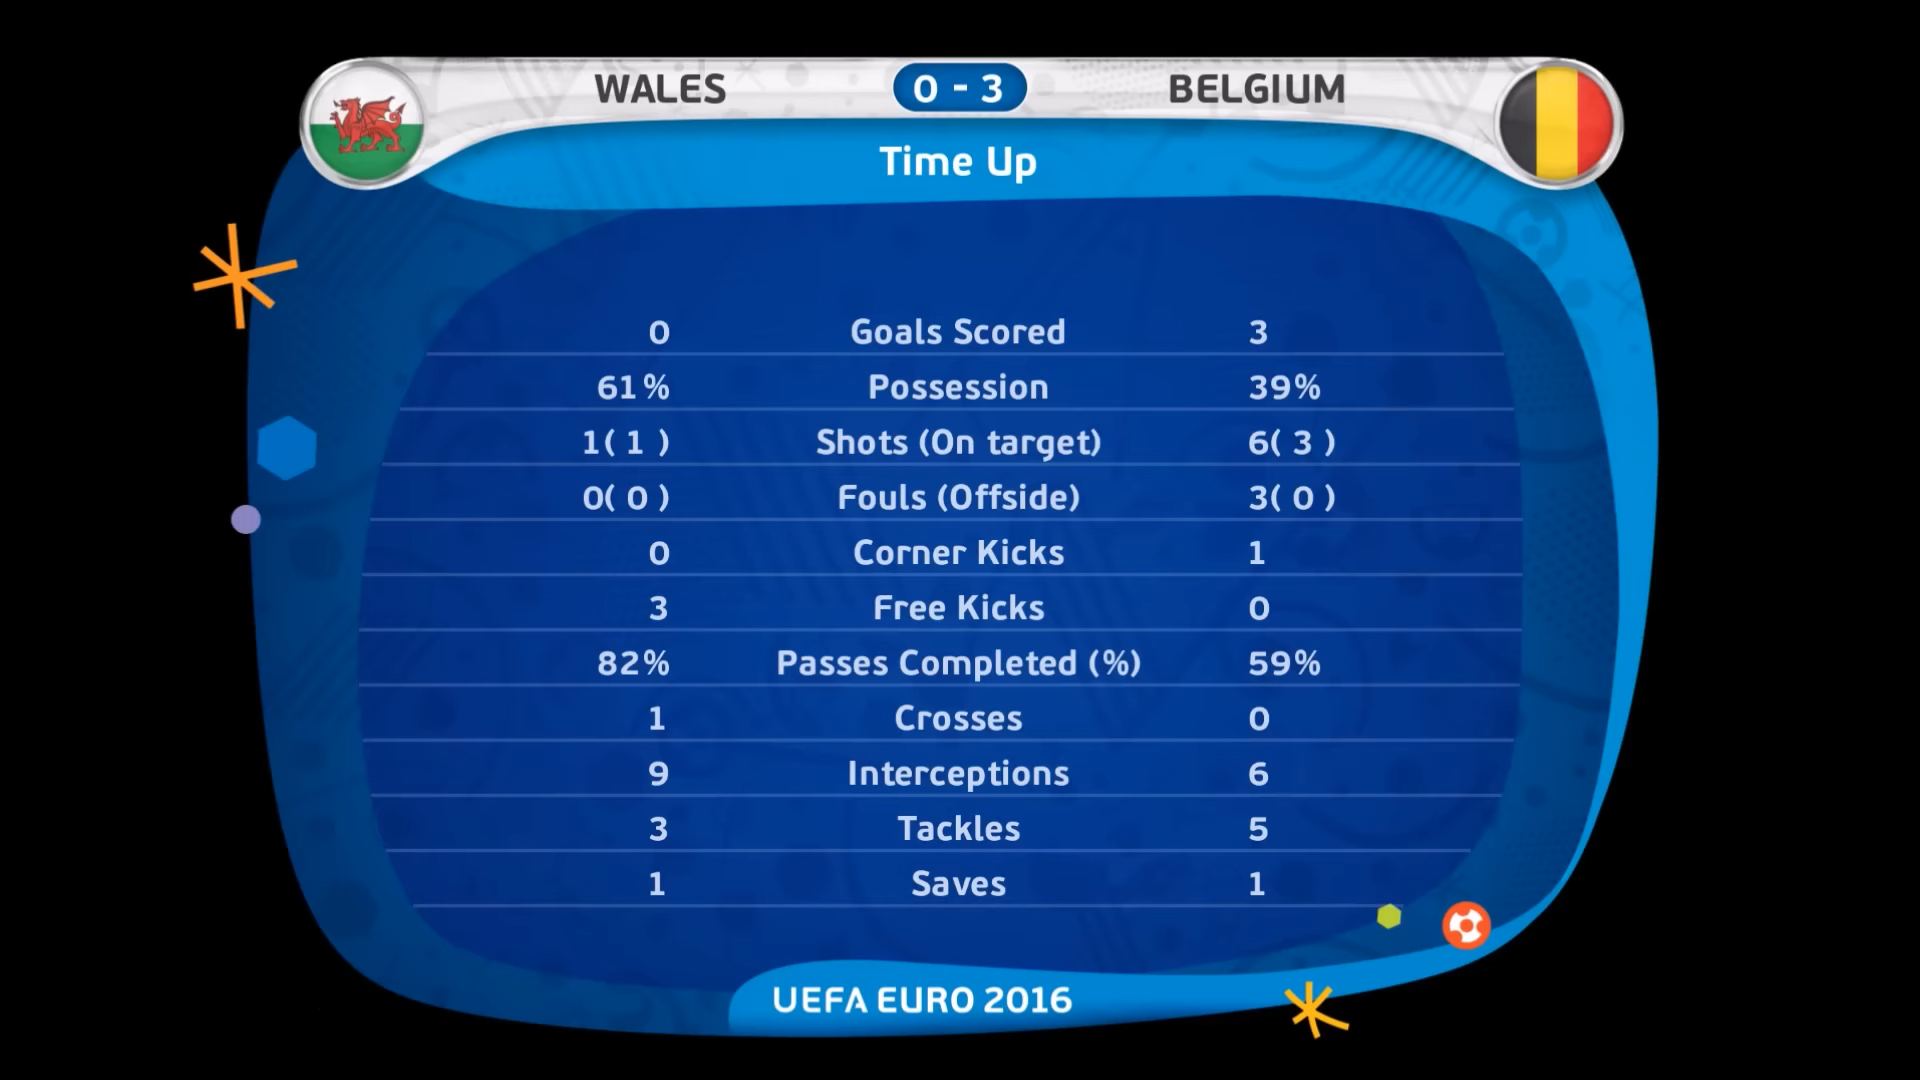 WALES 0 - 3 BELGIUM
Time Up
0 Goals Scored 3
61% Possession 39%
1( 1 ) Shots (On target) 6( 3 )
0( 0 ) Fouls (Offside) 3( 0 )
0 Corner Kicks 1
3 Free Kicks 0
82% Passes Completed (%) 59%
1 Crosses 0
9 Interceptions 6
3 Tackles 5
1 Saves 1
UEFA EURO 2016